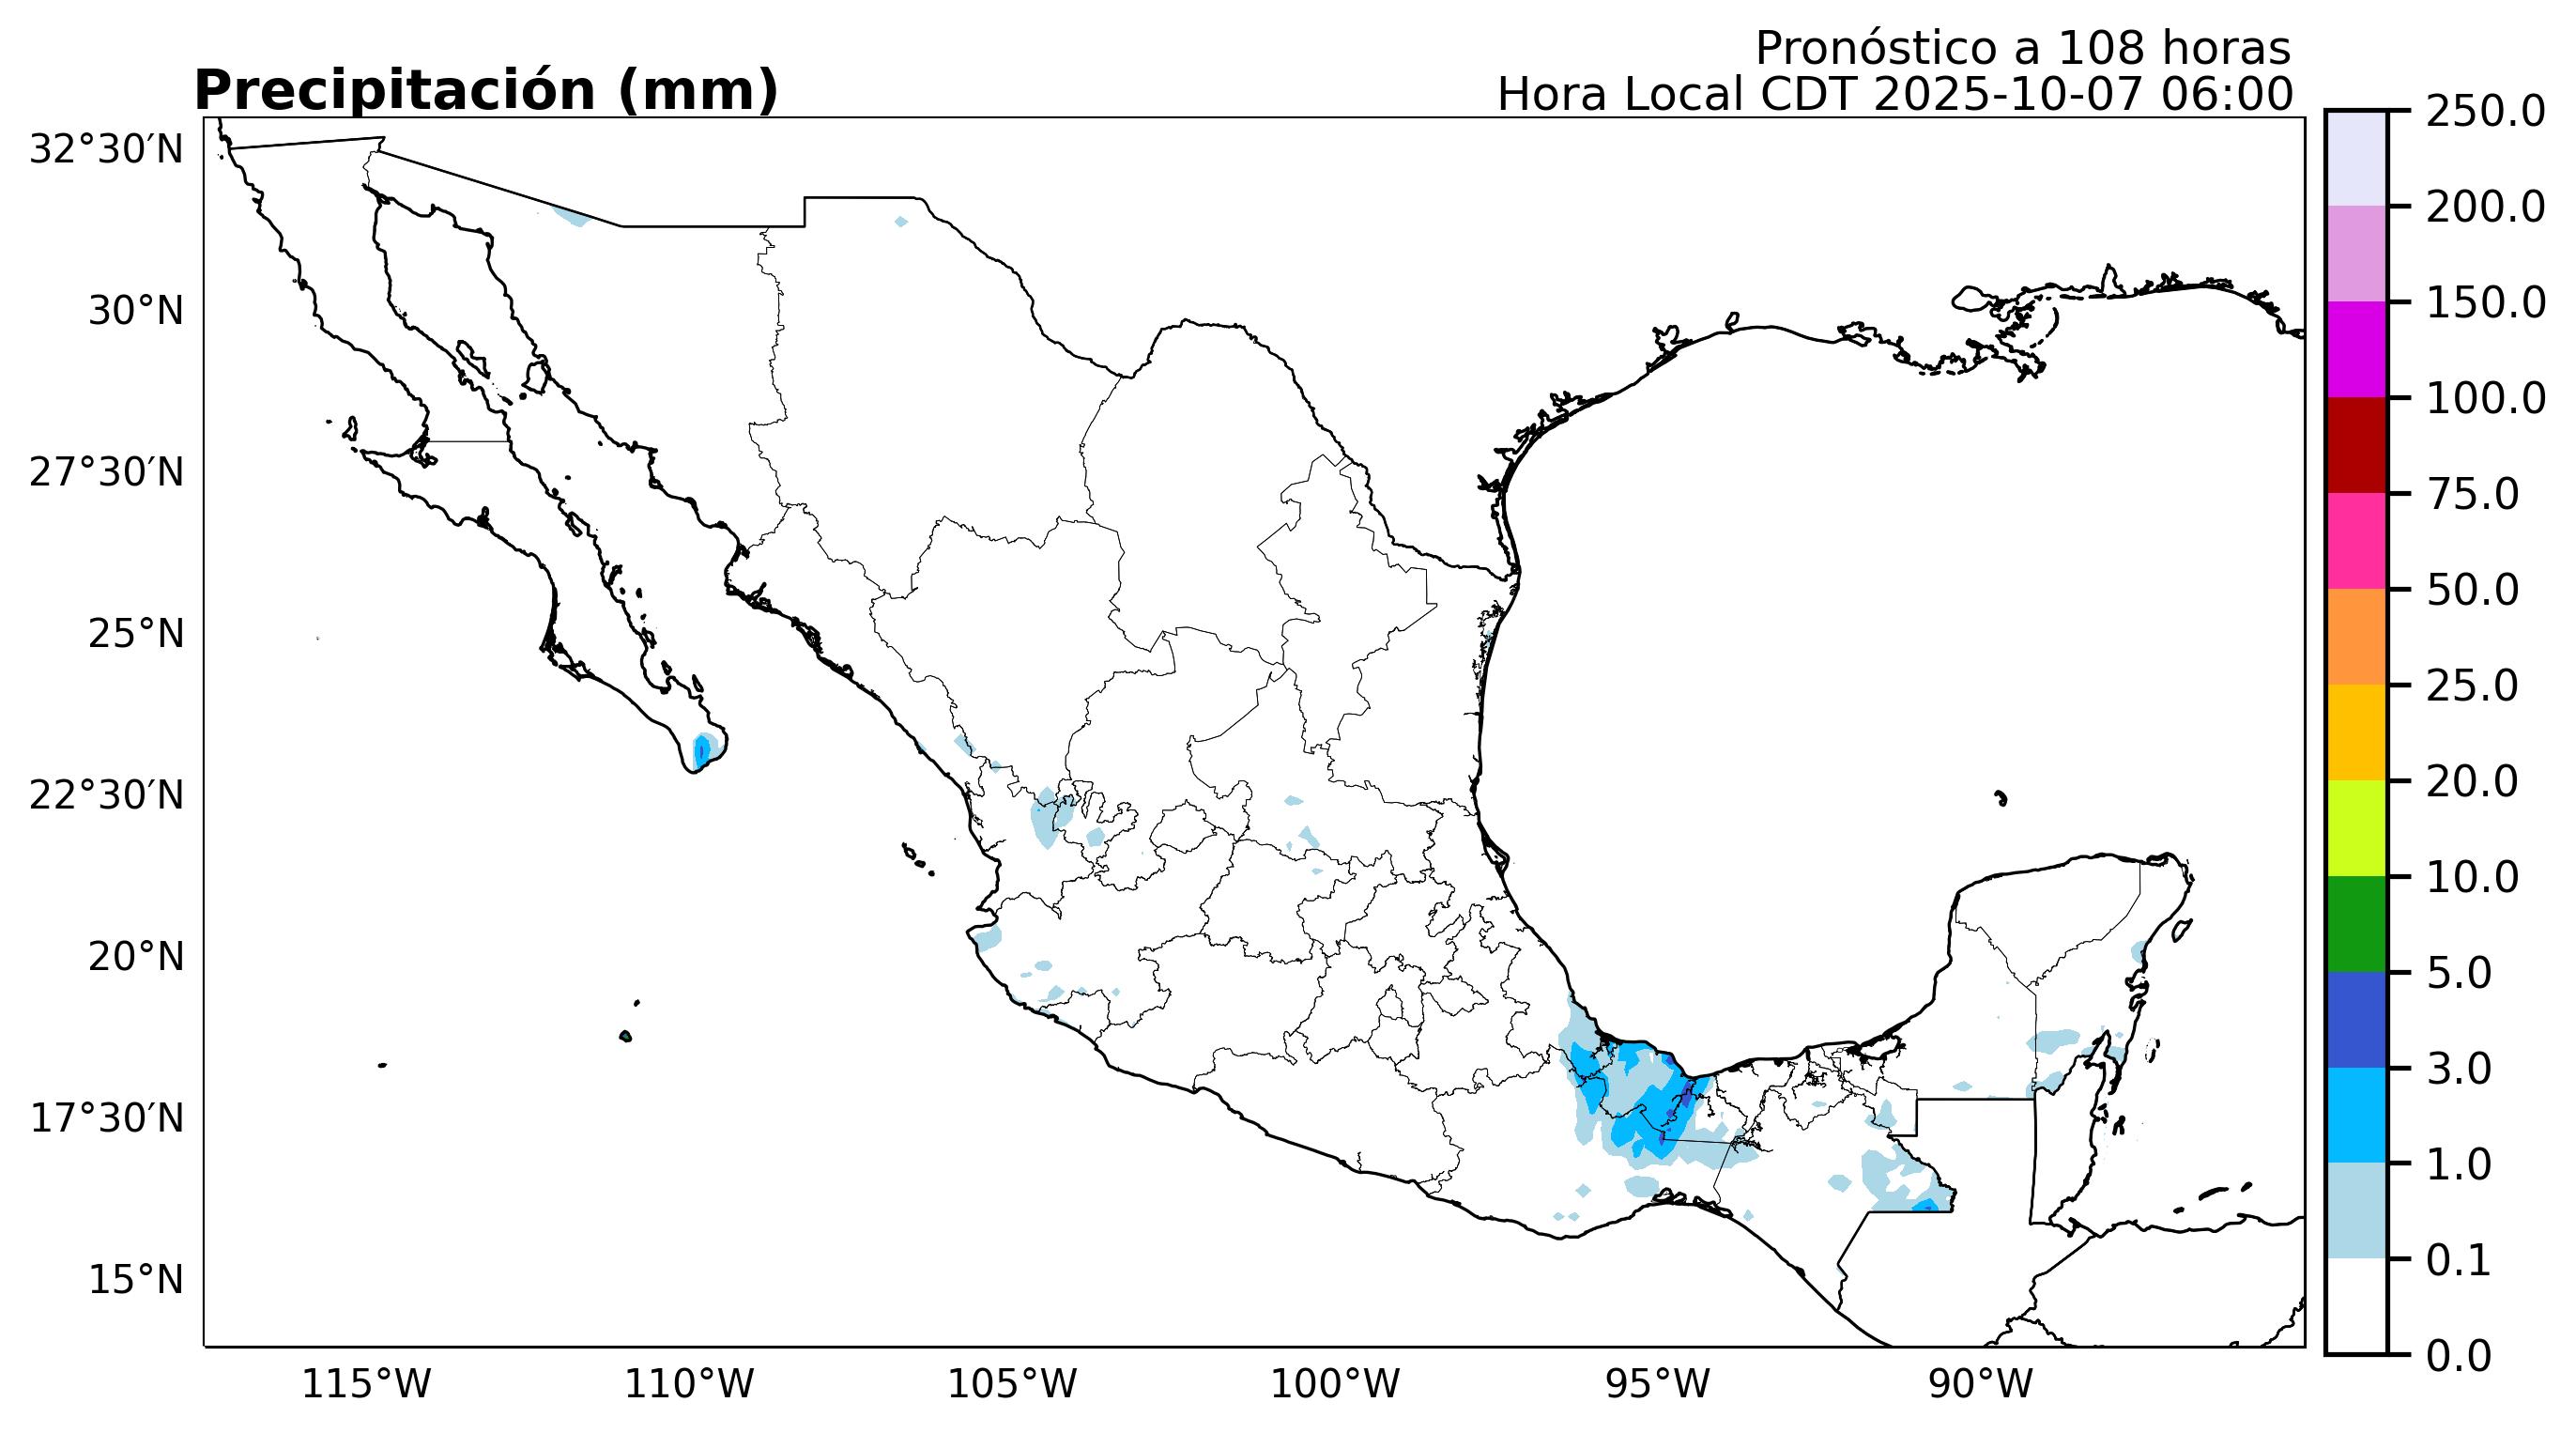 Pronóstico a 108 horas
Precipitación (mm)
Hora Local CDT 2025-10-07 06:00
32°30′N
30°N
27°30′N
25°N
22°30′N
20°N
17°30′N
15°N
115°W
110°W
105°W
100°W
95°W
90°W
250.0
200.0
150.0
100.0
75.0
50.0
25.0
20.0
10.0
5.0
3.0
1.0
0.1
0.0